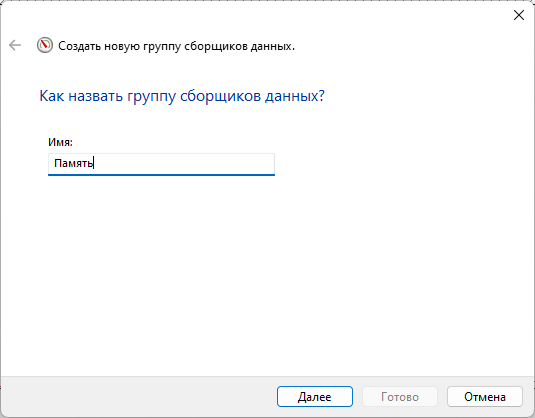 Создать новую группу сборщиков данных.
Как назвать группу сборщиков данных?
Имя:
Память
Далее
Готово
Отмена